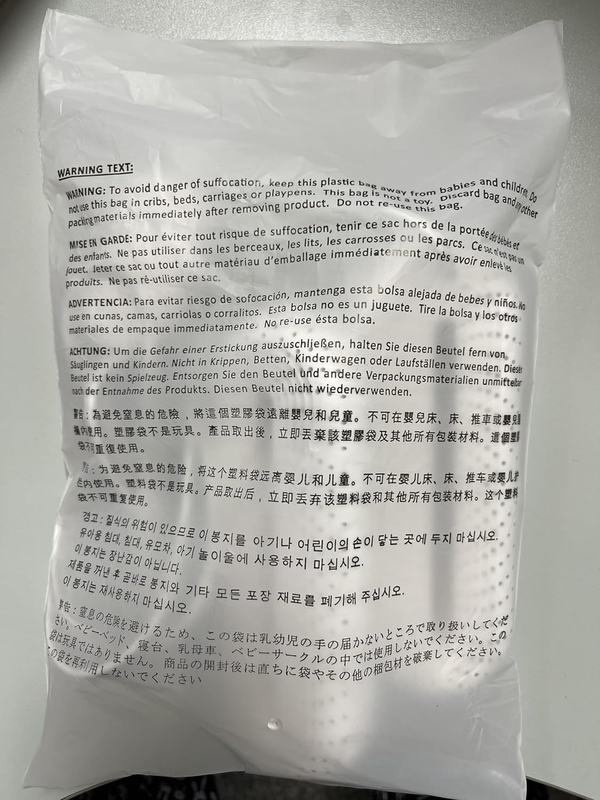 WARNING TEXT:
WARNING: To avoid danger of suffocation, keep this plastic bag away from babies and children. Do
not use this bag in cribs, beds, carriages or playpens. This bag is not a toy. Discard bag and other
packing materials immediately after removing product. Do not re-use this bag.
MISE EN GARDE: Pour éviter tout risque de suffocation, tenir ce sac hors de la portée de bébés et
des enfants. Ne pas utiliser dans les berceaux, les lits, les carrosses ou les parcs. Ce sac n'est pas un
jouet. Jeter ce sac ou tout autre matériau d'emballage immédiatement après avoir enlevé les
produits. Ne pas ré-utiliser ce sac.
ADVERTENCIA: Para evitar riesgo de sofocación, mantenga esta bolsa alejada de bebés y niños. No
use en cunas, camas, carriolas o corralitos. Esta bolsa no es un juguete. Tire la bolsa y los otros
materiales de empaque immediatamente. No re-use ésta bolsa.
ACHTUNG: Um die Gefahr einer Erstickung auszuschließen, halten Sie diesen Beutel fern von
Säuglingen und Kindern. Nicht in Krippen, Betten, Kinderwagen oder Laufställen verwenden. Dieser
Beutel ist kein Spielzeug. Entsorgen Sie den Beutel und andere Verpackungsmaterialien unmittelbar
nach der Entnahme des Produkts. Diesen Beutel nicht wiederverwenden.
警告：為避免窒息的危險，將這個塑膠袋遠離嬰兒和兒童。不可在嬰兒床、床、推車或嬰兒
欄內使用。塑膠袋不是玩具。產品取出後，立即丟棄該塑膠袋及其他所有包裝材料。這個塑膠
袋不可重復使用。
告：为避免窒息的危险，将这个塑料袋远离婴儿和儿童。不可在婴儿床、床、推车或婴儿护
栏内使用。塑料袋不是玩具。产品取出后，立即丢弃该塑料袋和其他所有包装材料。这个塑料
袋不可重复使用。
경고: 질식의 위험이 있으므로 이 봉지를 아기나 어린이의 손이 닿는 곳에 두지 마십시오.
유아용 침대, 침대, 유모차, 아기 놀이울에 사용하지 마십시오.
이 봉지는 장난감이 아닙니다.
제품을 꺼낸 후 곧바로 봉지와 기타 모든 포장 재료를 폐기해 주십시오.
이 봉지는 재사용하지 마십시오.
警告：窒息の危険を避けるため、この袋は乳幼児の手の届かないところで取り扱いしてくだ
さい。ベビーベッド、寝台、乳母車、ベビーサークルの中では使用しないでください。この
袋は玩具ではありません。商品の開封後は直ちに袋やその他の梱包材を破棄してください。
この袋を再利用しないでください